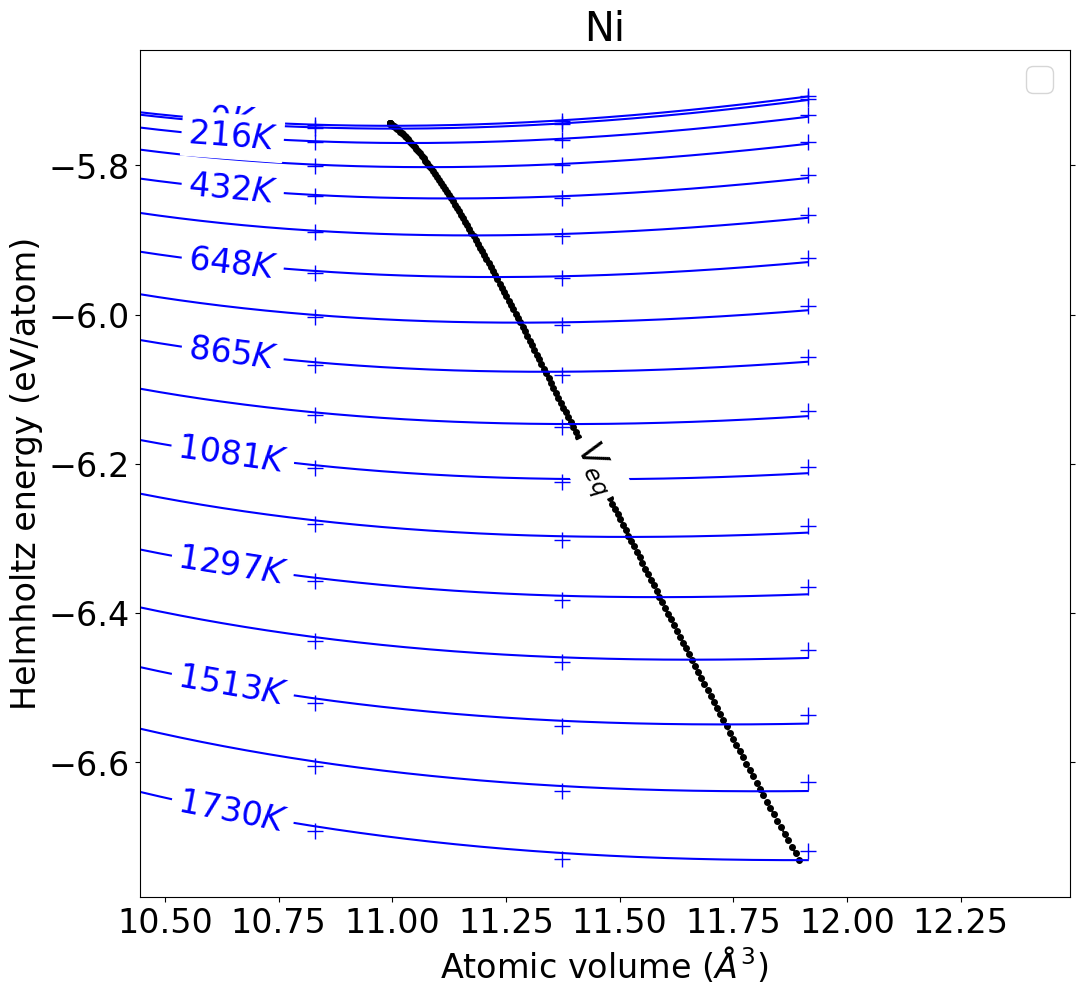 Ni
Helmholtz energy (eV/atom)
−5.8
−6.0
−6.2
−6.4
−6.6
0K
216K
432K
648K
865K
1081K
1297K
1513K
1730K
V_eq
10.50 10.75 11.00 11.25 11.50 11.75 12.00 12.25
Atomic volume (Å³)